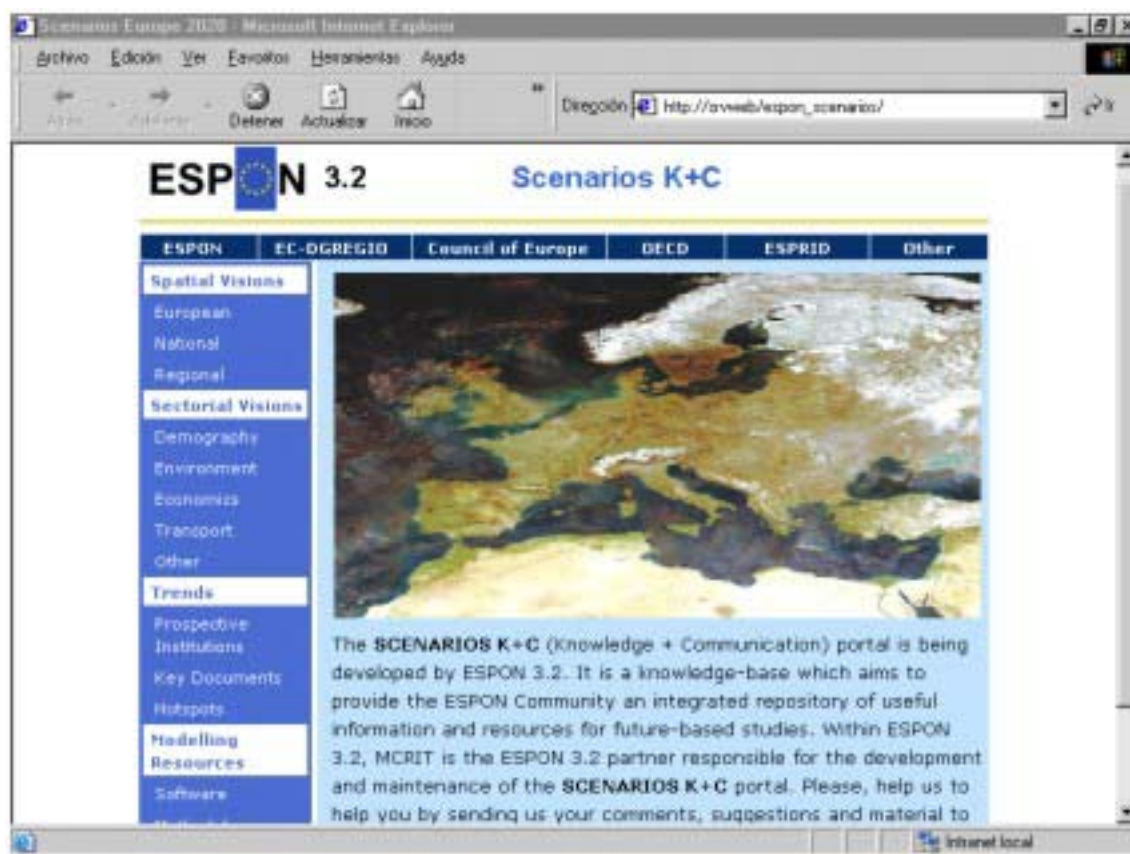 Scenarios Europe 2020 - Microsoft Internet Explorer
Archivo Edición Ver Favoritos Herramientas Ayuda
Atrás Adelante Detener Actualizar Inicio » Dirección http://srvweb/espon_scenarios/ Ir
ESPON 3.2 Scenarios K+C
ESPON EC-DGREGIO Council of Europe OECD ESPRID Other
Spatial Visions
European
National
Regional
Sectorial Visions
Demography
Environment
Economics
Transport
Other
Trends
Prospective
Institutions
Key Documents
Hotspots
Modelling
Resources
Software
The SCENARIOS K+C (Knowledge + Communication) portal is being
developed by ESPON 3.2. It is a knowledge-base which aims to
provide the ESPON Community an integrated repository of useful
information and resources for future-based studies. Within ESPON
3.2, MCRIT is the ESPON 3.2 partner responsible for the development
and maintenance of the SCENARIOS K+C portal. Please, help us to
help you by sending us your comments, suggestions and material to
Intranet local